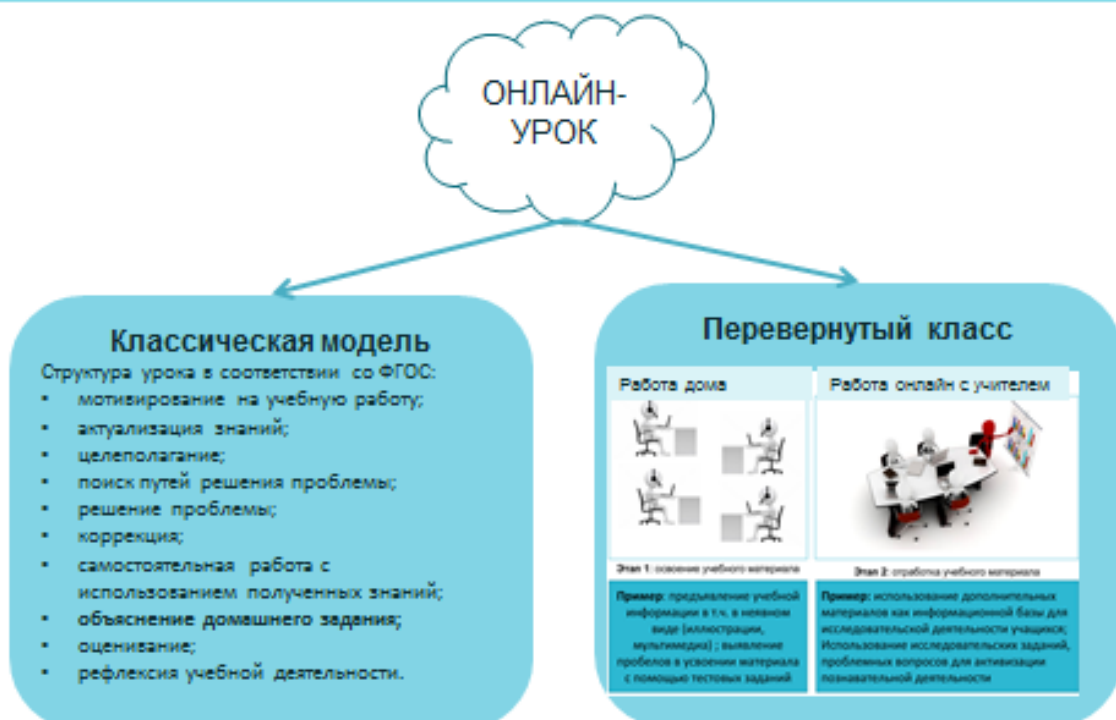 ОНЛАЙН-
УРОК
Классическая модель
Структура урока в соответствии со ФГОС:
▪ мотивирование на учебную работу;
▪ актуализация знаний;
▪ целеполагание;
▪ поиск путей решения проблемы;
▪ решение проблемы;
▪ коррекция;
▪ самостоятельная работа с
использованием полученных знаний;
▪ объяснение домашнего задания;
▪ оценивание;
▪ рефлексия учебной деятельности.
Перевернутый класс
Работа дома
Этап 1: освоение учебного материала
Пример: предъявление учебной
информации в т.ч. в неявном
виде (иллюстрации,
мультимедиа) ; выявление
пробелов в усвоении материала
с помощью тестовых заданий
Работа онлайн с учителем
Этап 2: отработка учебного материала
Пример: использование дополнительных
материалов как информационной базы для
исследовательской деятельности учащихся;
Использование исследовательских заданий,
проблемных вопросов для активизации
познавательной деятельности